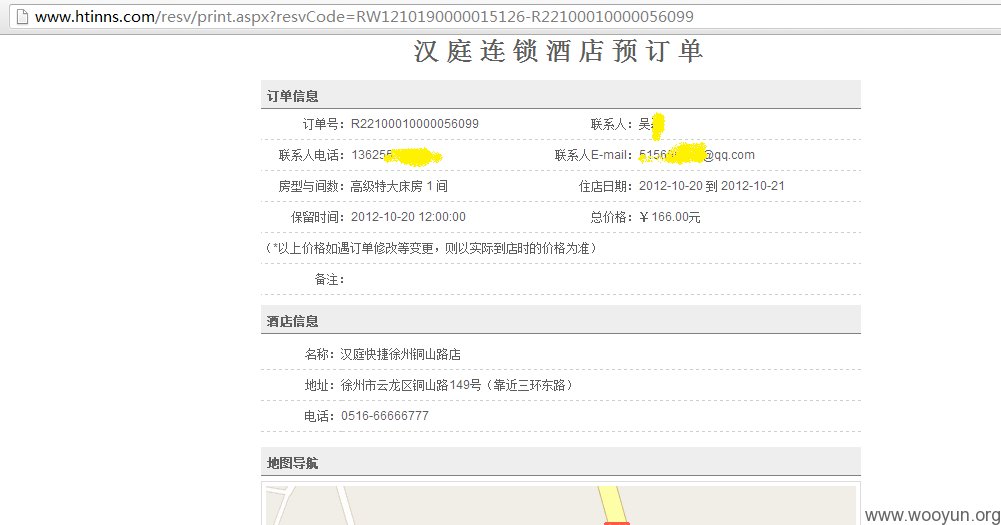 www.htinns.com/resv/print.aspx?resvCode=RW1210190000015126-R22100010000056099
汉庭连锁酒店预订单
订单信息
订单号：R22100010000056099 联系人：吴
联系人电话：13625 联系人E-mail：5156@qq.com
房型与间数：高级特大床房 1 间 住店日期：2012-10-20 到 2012-10-21
保留时间：2012-10-20 12:00:00 总价格：￥166.00元
（*以上价格如遇订单修改等变更，则以实际到店时的价格为准）
备注：
酒店信息
名称：汉庭快捷徐州铜山路店
地址：徐州市云龙区铜山路149号（靠近三环东路）
电话：0516-66666777
地图导航
www.wooyun.org